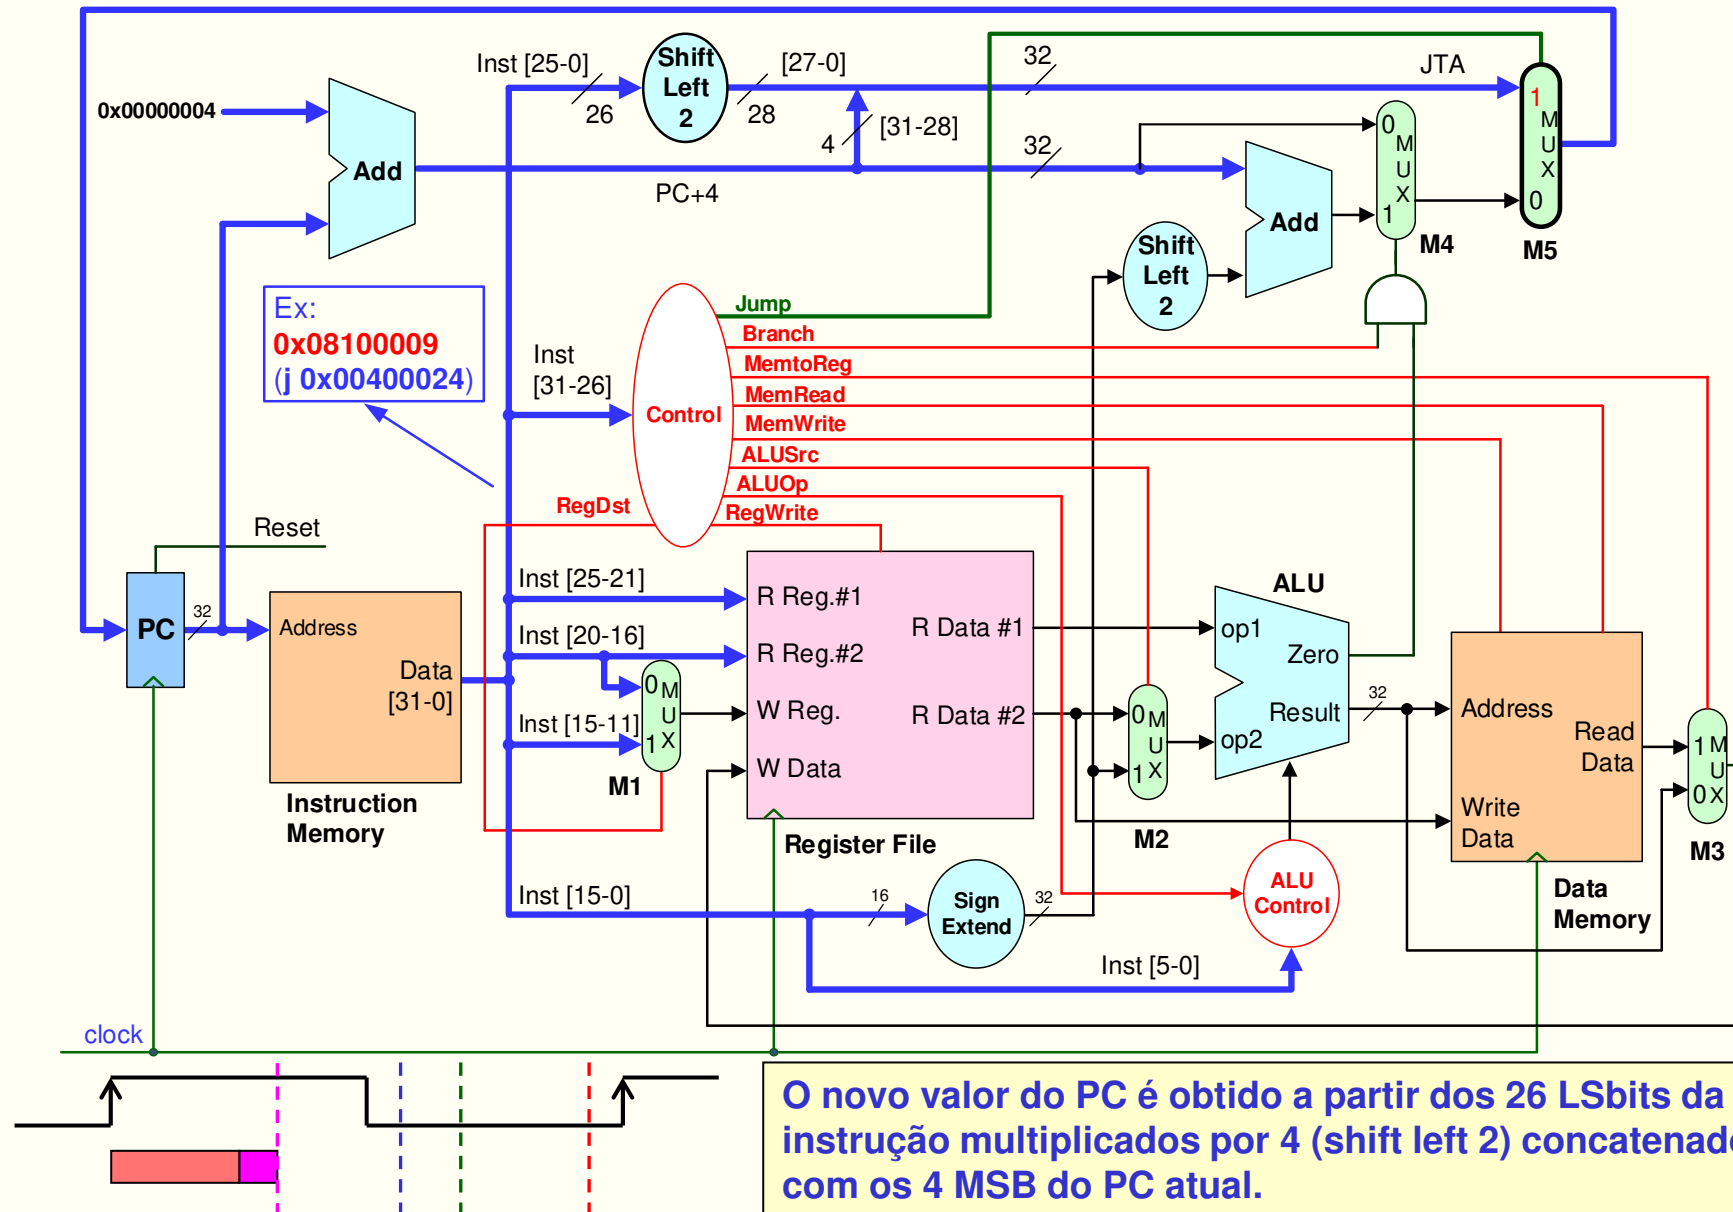 Inst [25-0]
26
Shift
Left
2
[27-0]
28
32
JTA
0x00000004
Add
4
[31-28]
32
PC+4
Add
Shift
Left
2
0
M
U
X
1
M4
1
M
U
X
0
M5
Ex:
0x08100009
(j 0x00400024)
Inst
[31-26]
Control
Jump
Branch
MemtoReg
MemRead
MemWrite
ALUSrc
ALUOp
RegWrite
RegDst
Reset
PC
32
Address
Data
[31-0]
Instruction
Memory
Inst [25-21]
Inst [20-16]
Inst [15-11]
0
M
U
X
1
M1
R Reg.#1
R Reg.#2
W Reg.
W Data
R Data #1
R Data #2
Register File
0
M
U
X
1
M2
ALU
op1
op2
Zero
Result
32
Address
Read
Data
Write
Data
Data
Memory
1
M
U
X
0
M3
Inst [15-0]
16
Sign
Extend
32
ALU
Control
Inst [5-0]
clock
O novo valor do PC é obtido a partir dos 26 LSbits da
instrução multiplicados por 4 (shift left 2)
com os 4 MSB do PC atual.